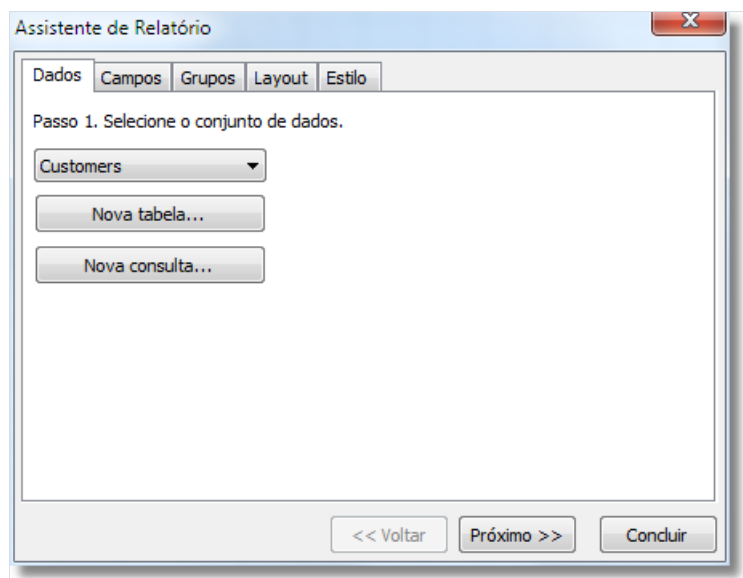 Assistente de Relatório
Dados Campos Grupos Layout Estilo
Passo 1. Selecione o conjunto de dados.
Customers
Nova tabela...
Nova consulta...
<< Voltar Próximo >> Concluir